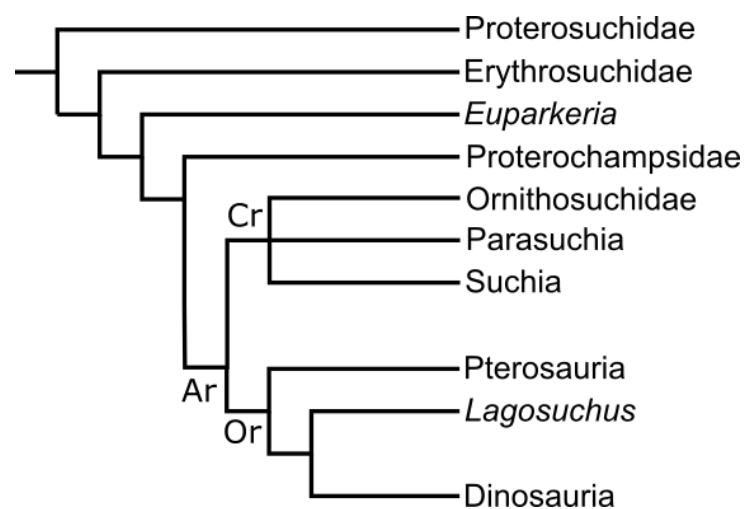 Proterosuchidae
Erythrosuchidae
Euparkeria
Proterochampsidae
Cr
Ornithosuchidae
Parasuchia
Suchia
Ar
Pterosauria
Or
Lagosuchus
Dinosauria